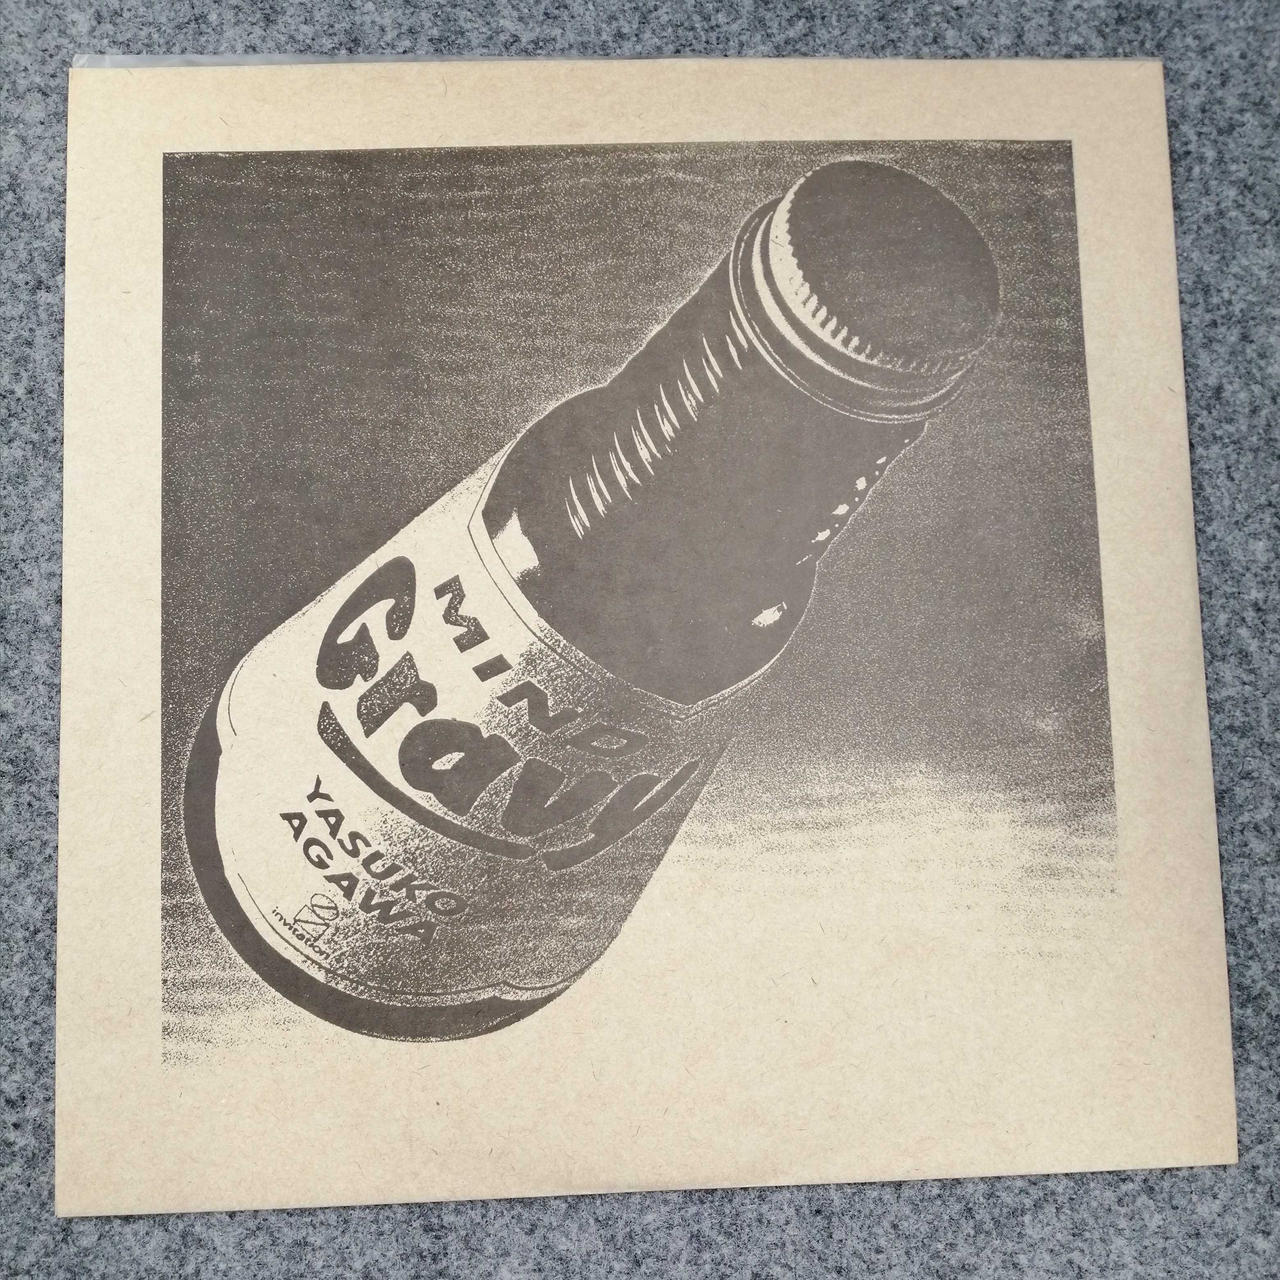 MIND
Gravy
YASUKO
AGAWA
invitation